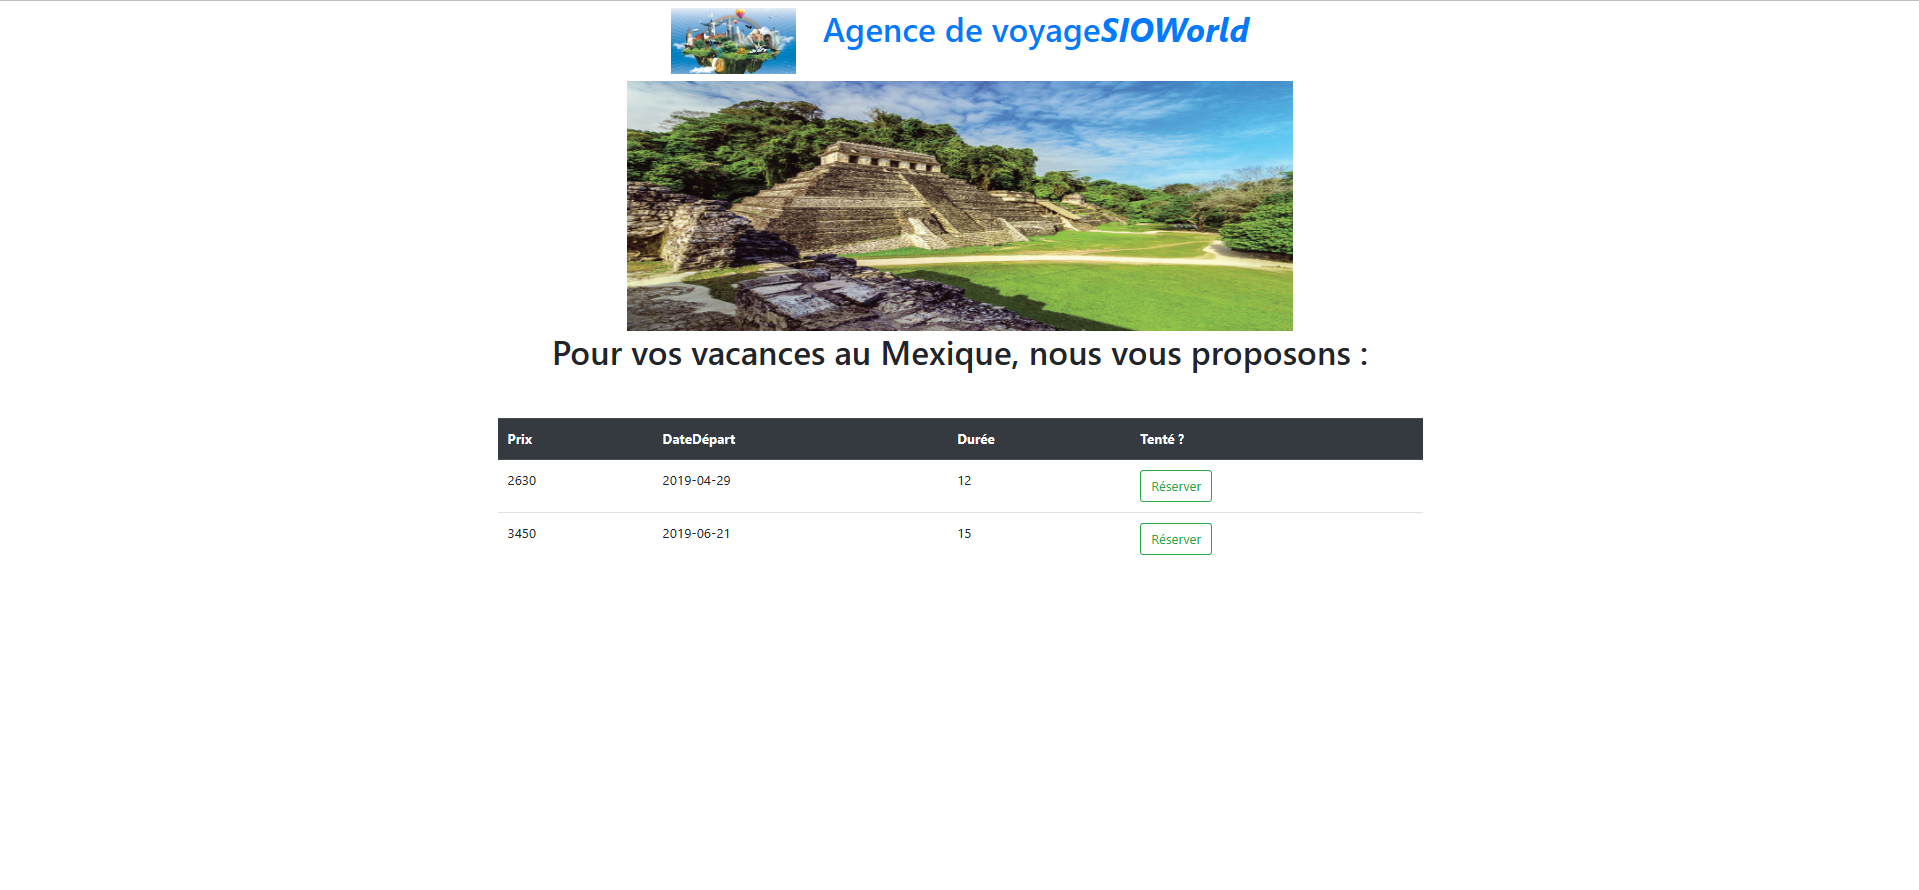 Agence de voyageSIOWorld
Pour vos vacances au Mexique, nous vous proposons :
Prix DateDépart Durée Tenté ?
2630 2019-04-29 12 Réserver
3450 2019-06-21 15 Réserver